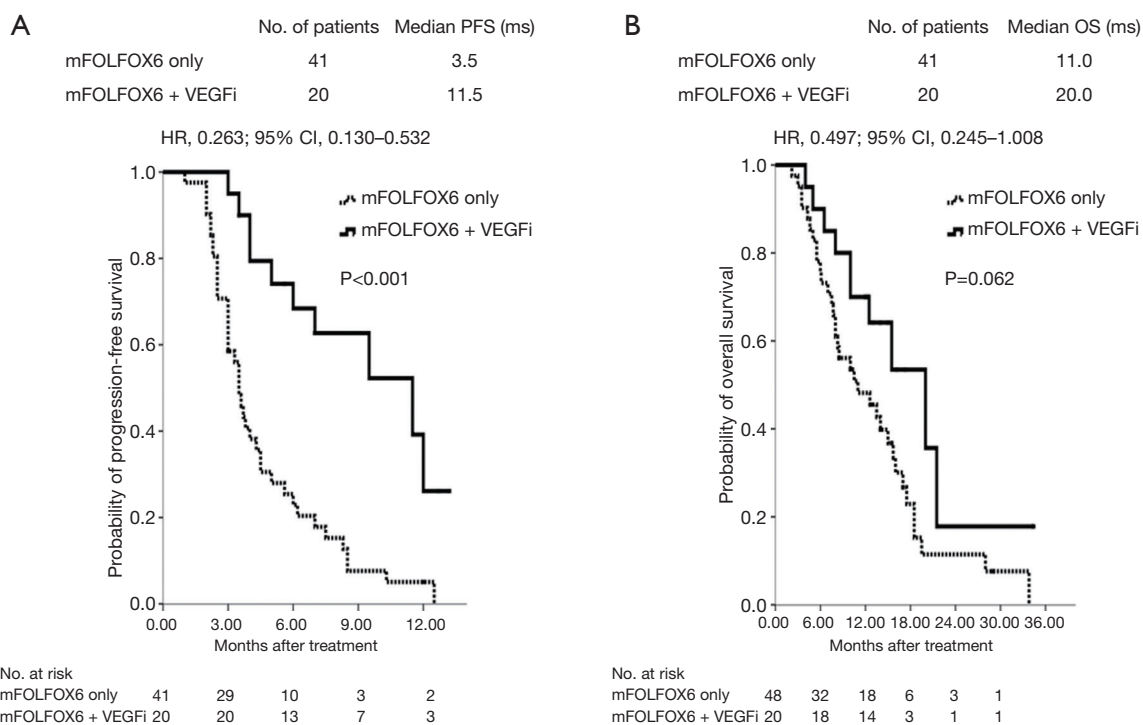 A
No. of patients Median PFS (ms)
mFOLFOX6 only 41 3.5
mFOLFOX6 + VEGFi 20 11.5
HR, 0.263; 95% CI, 0.130–0.532
1.0
0.8
0.6
0.4
0.2
0.0
Probability of progression-free survival
mFOLFOX6 only
mFOLFOX6 + VEGFi
P<0.001
0.00 3.00 6.00 9.00 12.00
Months after treatment
No. at risk
mFOLFOX6 only 41 29 10 3 2
mFOLFOX6 + VEGFi 20 20 13 7 3
B
No. of patients Median OS (ms)
mFOLFOX6 only 41 11.0
mFOLFOX6 + VEGFi 20 20.0
HR, 0.497; 95% CI, 0.245–1.008
1.0
0.8
0.6
0.4
0.2
0.0
Probability of overall survival
mFOLFOX6 only
mFOLFOX6 + VEGFi
P=0.062
0.00 6.00 12.00 18.00 24.00 30.00 36.00
Months after treatment
No. at risk
mFOLFOX6 only 48 32 18 6 3 1
mFOLFOX6 + VEGFi 20 18 14 3 1 1